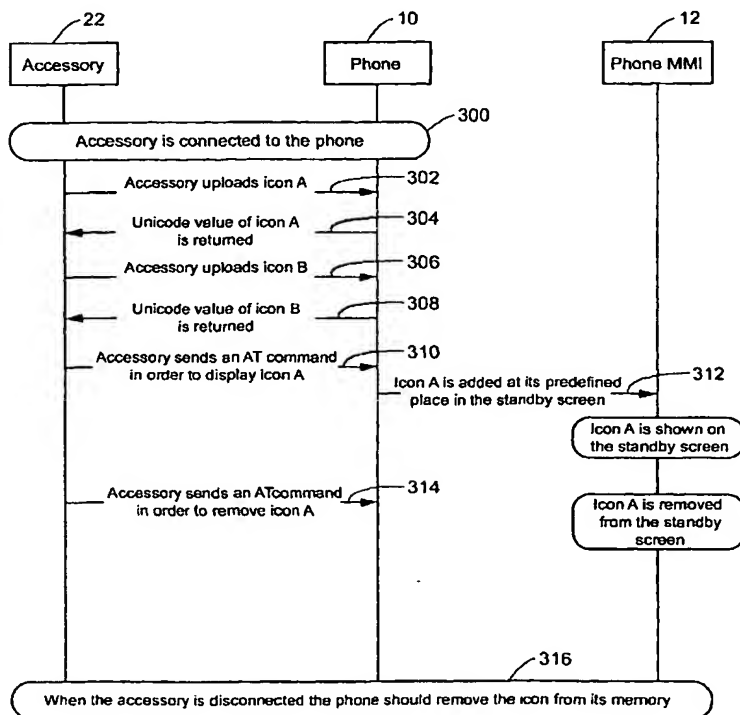 22
10
12
Accessory
Phone
Phone MMI
300
Accessory is connected to the phone
302
Accessory uploads icon A
304
Unicode value of icon A
is returned
306
Accessory uploads icon B
308
Unicode value of icon B
is returned
310
Accessory sends an AT command
in order to display icon A
312
Icon A is added at its predefined
place in the standby screen
Icon A is shown on
the standby screen
314
Accessory sends an ATcommand
in order to remove icon A
Icon A is removed
from the standby
screen
316
When the accessory is disconnected the phone should remove the icon from its memory